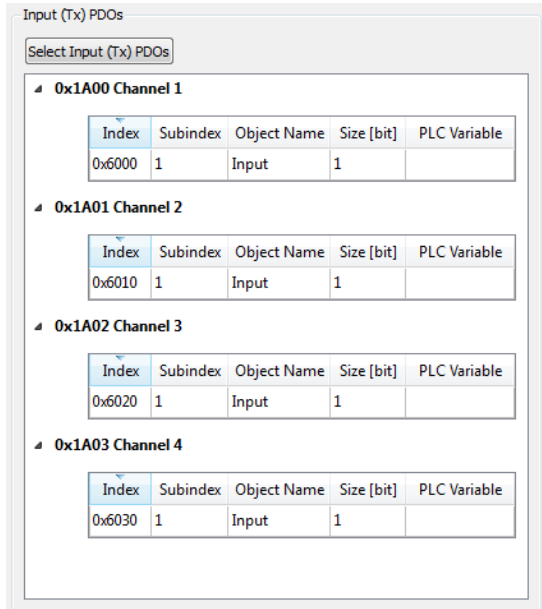 Input (Tx) PDOs
Select Input (Tx) PDOs
0x1A00 Channel 1
Index Subindex Object Name Size [bit] PLC Variable
0x6000 1 Input 1
0x1A01 Channel 2
Index Subindex Object Name Size [bit] PLC Variable
0x6010 1 Input 1
0x1A02 Channel 3
Index Subindex Object Name Size [bit] PLC Variable
0x6020 1 Input 1
0x1A03 Channel 4
Index Subindex Object Name Size [bit] PLC Variable
0x6030 1 Input 1